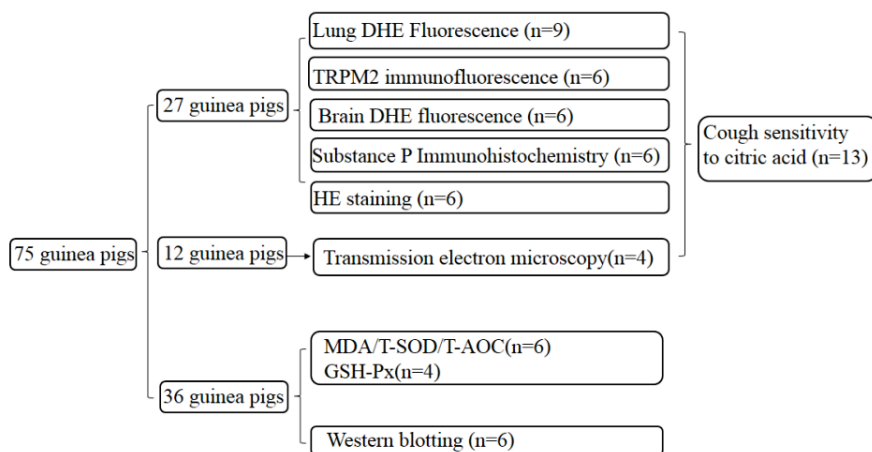 75 guinea pigs
27 guinea pigs
Lung DHE Fluorescence (n=9)
TRPM2 immunofluorescence (n=6)
Brain DHE fluorescence (n=6)
Substance P Immunohistochemistry (n=6)
HE staining (n=6)
12 guinea pigs
Transmission electron microscopy(n=4)
Cough sensitivity
to citric acid (n=13)
36 guinea pigs
MDA/T-SOD/T-AOC(n=6)
GSH-Px(n=4)
Western blotting (n=6)